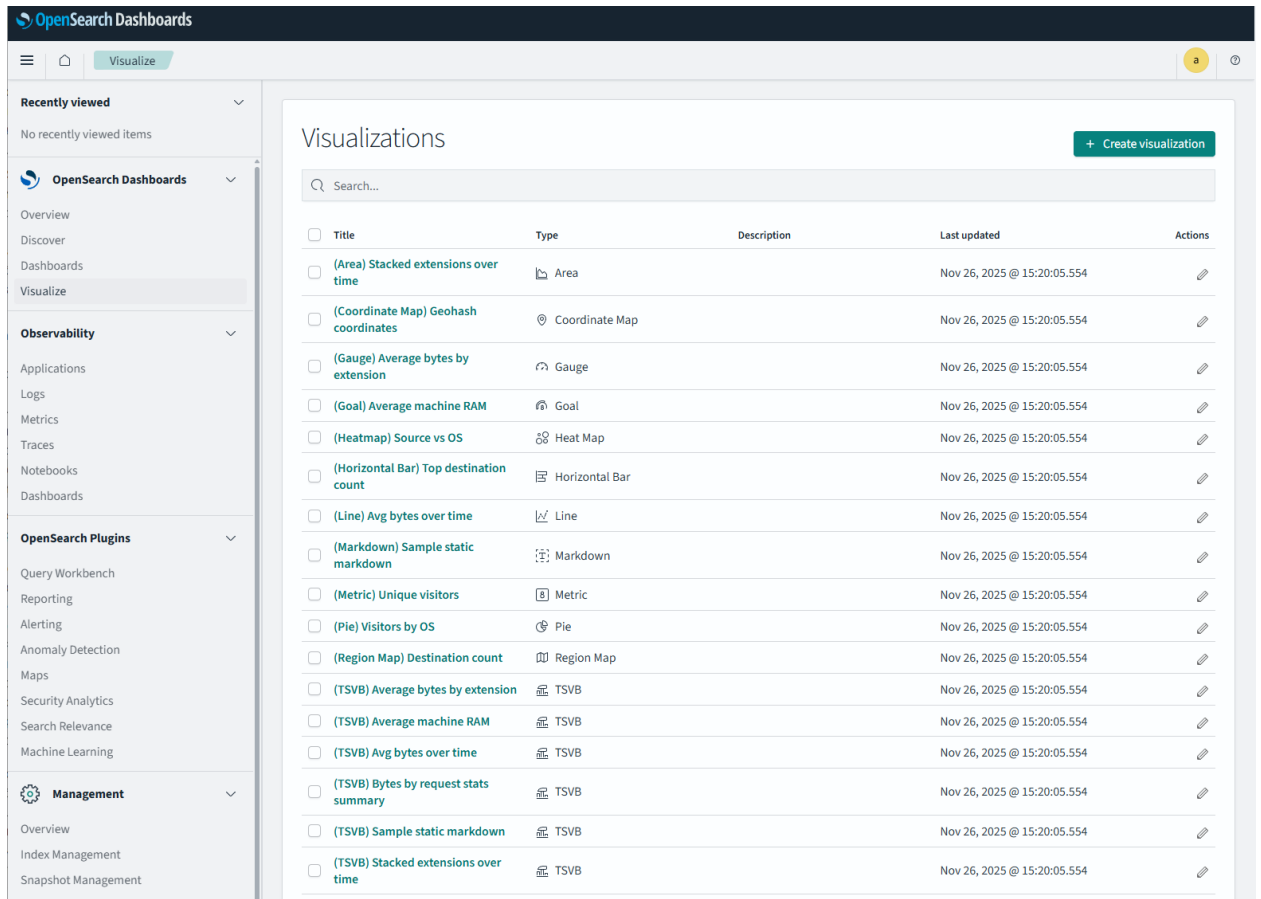 OpenSearch Dashboards
Visualize
a
Recently viewed
No recently viewed items
OpenSearch Dashboards
Overview
Discover
Dashboards
Visualize
Observability
Applications
Logs
Metrics
Traces
Notebooks
Dashboards
OpenSearch Plugins
Query Workbench
Reporting
Alerting
Anomaly Detection
Maps
Security Analytics
Search Relevance
Machine Learning
Management
Overview
Index Management
Snapshot Management
Visualizations
+ Create visualization
Search...
Title Type Description Last updated Actions
(Area) Stacked extensions over
time
Area Nov 26, 2025 @ 15:20:05.554
(Coordinate Map) Geohash
coordinates
Coordinate Map Nov 26, 2025 @ 15:20:05.554
(Gauge) Average bytes by
extension
Gauge Nov 26, 2025 @ 15:20:05.554
(Goal) Average machine RAM Goal Nov 26, 2025 @ 15:20:05.554
(Heatmap) Source vs OS Heat Map Nov 26, 2025 @ 15:20:05.554
(Horizontal Bar) Top destination
count
Horizontal Bar Nov 26, 2025 @ 15:20:05.554
(Line) Avg bytes over time Line Nov 26, 2025 @ 15:20:05.554
(Markdown) Sample static
markdown
Markdown Nov 26, 2025 @ 15:20:05.554
(Metric) Unique visitors Metric Nov 26, 2025 @ 15:20:05.554
(Pie) Visitors by OS Pie Nov 26, 2025 @ 15:20:05.554
(Region Map) Destination count Region Map Nov 26, 2025 @ 15:20:05.554
(TSVB) Average bytes by extension TSVB Nov 26, 2025 @ 15:20:05.554
(TSVB) Average machine RAM TSVB Nov 26, 2025 @ 15:20:05.554
(TSVB) Avg bytes over time TSVB Nov 26, 2025 @ 15:20:05.554
(TSVB) Bytes by request stats
summary
TSVB Nov 26, 2025 @ 15:20:05.554
(TSVB) Sample static markdown TSVB Nov 26, 2025 @ 15:20:05.554
(TSVB) Stacked extensions over
time
TSVB Nov 26, 2025 @ 15:20:05.554